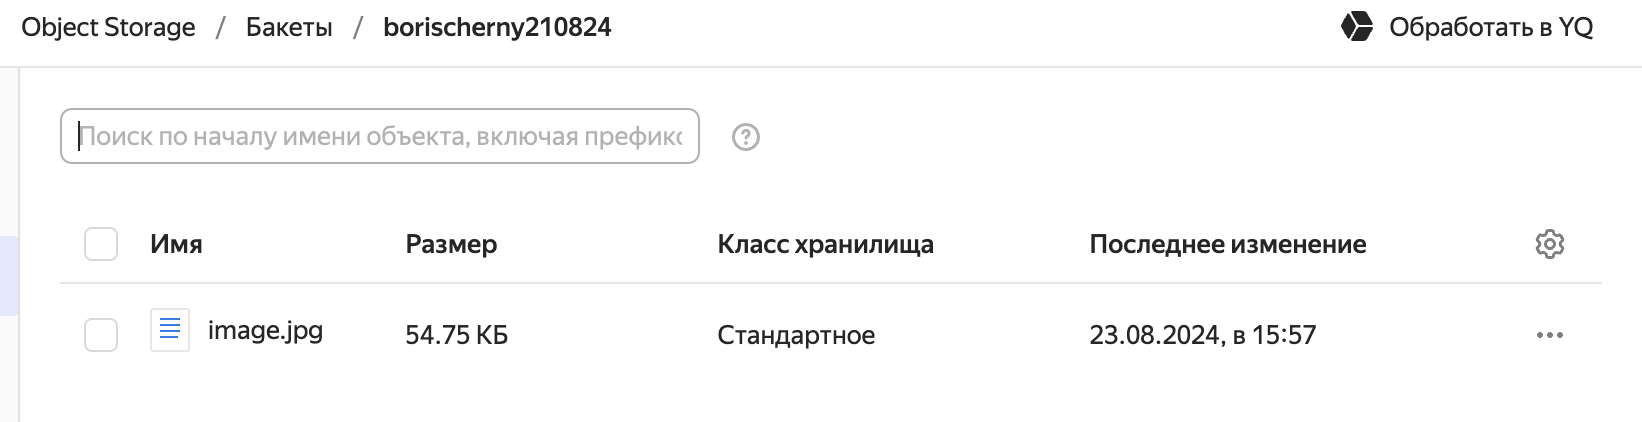 Object Storage / Бакеты / borischerny210824 Обработать в YQ
Поиск по началу имени объекта, включая префикс
Имя Размер Класс хранилища Последнее изменение
image.jpg 54.75 КБ Стандартное 23.08.2024, в 15:57